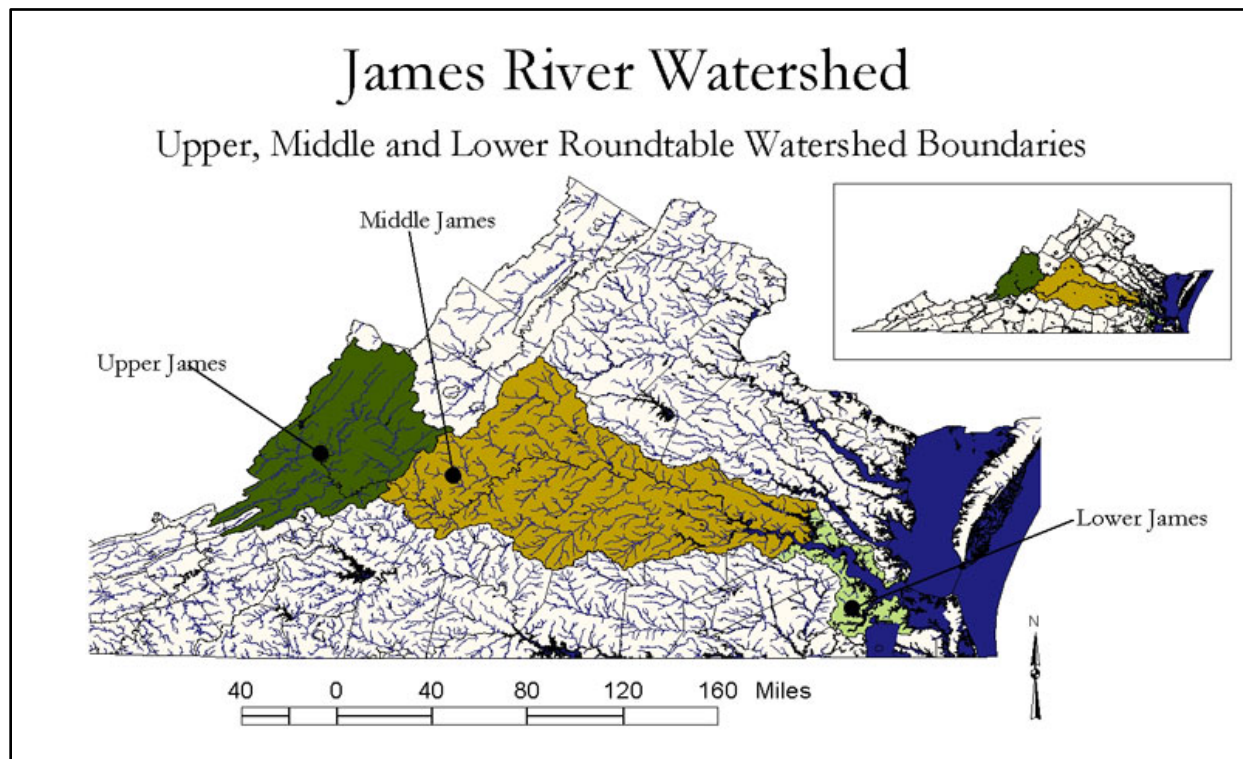 James River Watershed
Upper, Middle and Lower Roundtable Watershed Boundaries
Middle James
Upper James
Lower James
N
40 0 40 80 120 160 Miles